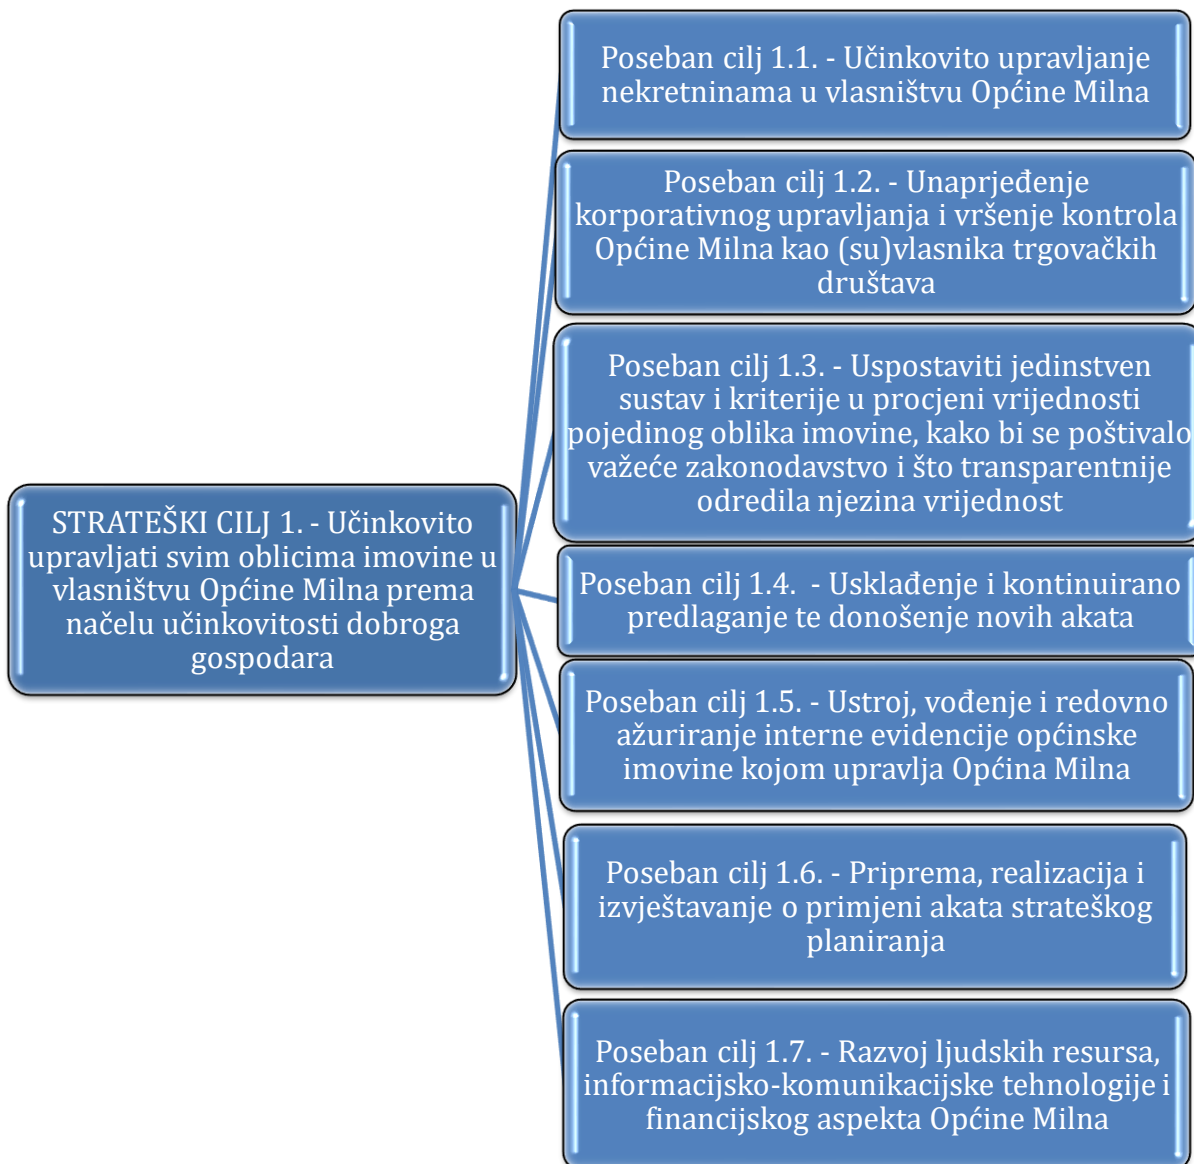 Poseban cilj 1.1. - Učinkovito upravljanje
nekretninama u vlasništvu Općine Milna
Poseban cilj 1.2. - Unaprjeđenje
korporativnog upravljanja i vršenje kontrola
Općine Milna kao (su)vlasnika trgovačkih
društava
Poseban cilj 1.3. - Uspostaviti jedinstven
sustav i kriterije u procjeni vrijednosti
pojedinog oblika imovine, kako bi se poštivalo
važeće zakonodavstvo i što transparentnije
odredila njezina vrijednost
STRATEŠKI CILJ 1. - Učinkovito
upravljati svim oblicima imovine u
vlasništvu Općine Milna prema
načelu učinkovitosti dobroga
gospodara
Poseban cilj 1.4. - Usklađenje i kontinuirano
predlaganje te donošenje novih akata
Poseban cilj 1.5. - Ustroj, vođenje i redovno
ažuriranje interne evidencije općinske
imovine kojom upravlja Općina Milna
Poseban cilj 1.6. - Priprema, realizacija i
izvještavanje o primjeni akata strateškog
planiranja
Poseban cilj 1.7. - Razvoj ljudskih resursa,
informacijsko-komunikacijske tehnologije i
financijskog aspekta Općine Milna